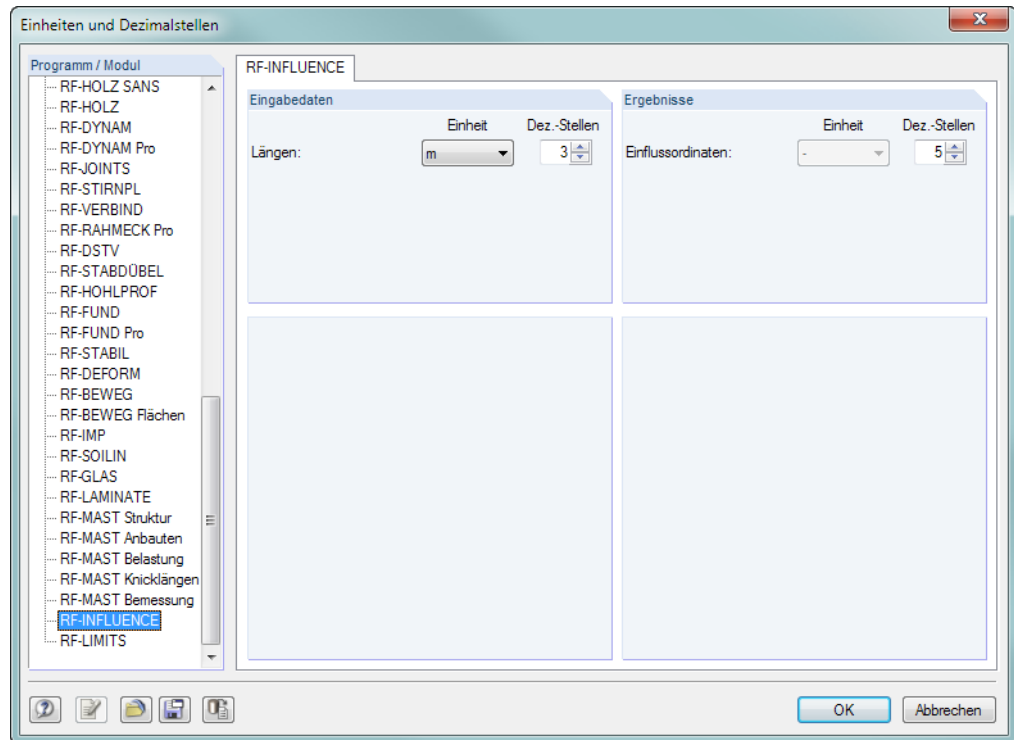 Einheiten und Dezimalstellen
Programm / Modul
RF-HOLZ SANS
RF-HOLZ
RF-DYNAM
RF-DYNAM Pro
RF-JOINTS
RF-STIRNPL
RF-VERBIND
RF-RAHMECK Pro
RF-DSTV
RF-STABDÜBEL
RF-HOHLPROF
RF-FUND
RF-FUND Pro
RF-STABIL
RF-DEFORM
RF-BEWEG
RF-BEWEG Flächen
RF-IMP
RF-SOILIN
RF-GLAS
RF-LAMINATE
RF-MAST Struktur
RF-MAST Anbauten
RF-MAST Belastung
RF-MAST Knicklängen
RF-MAST Bemessung
RF-INFLUENCE
RF-LIMITS
RF-INFLUENCE
Eingabedaten
Einheit Dez.-Stellen
Längen: m 3
Ergebnisse
Einheit Dez.-Stellen
Einflussordinaten: - 5
OK Abbrechen